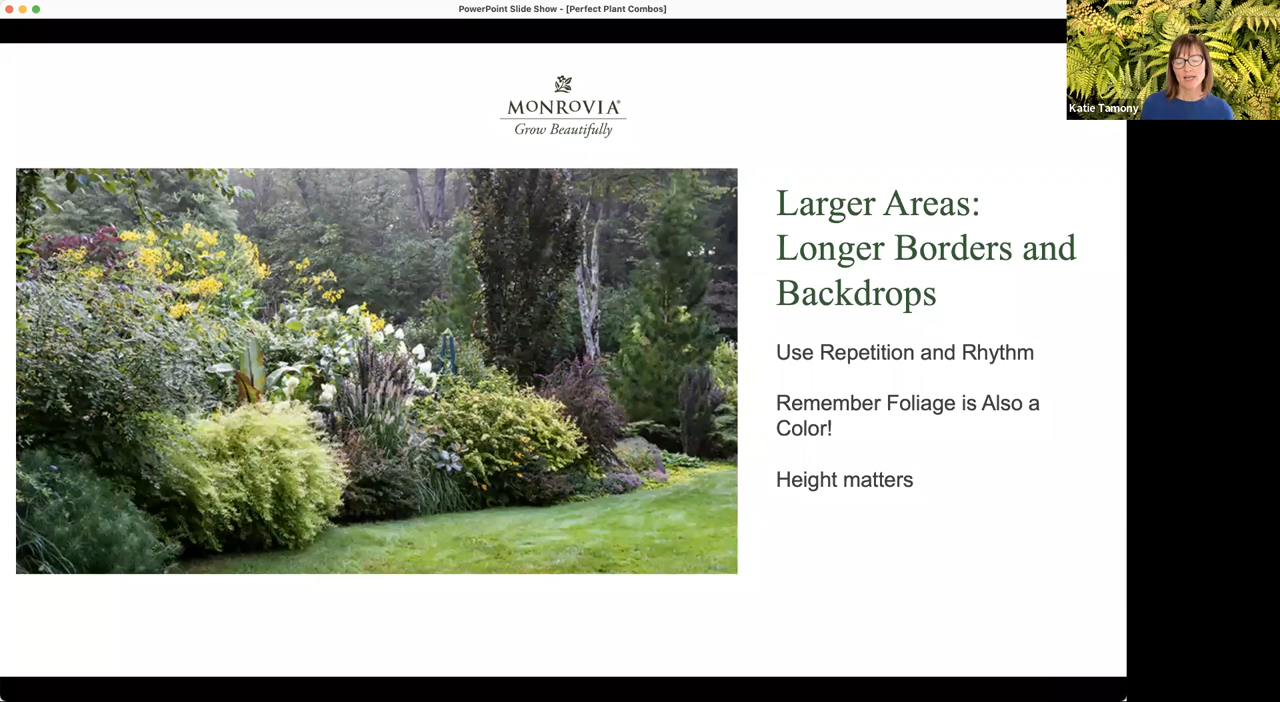 PowerPoint Slide Show - [Perfect Plant Combos]
Katie Tamony
MONROVIA®
Grow Beautifully
Larger Areas:
Longer Borders and
Backdrops
Use Repetition and Rhythm
Remember Foliage is Also a
Color!
Height matters